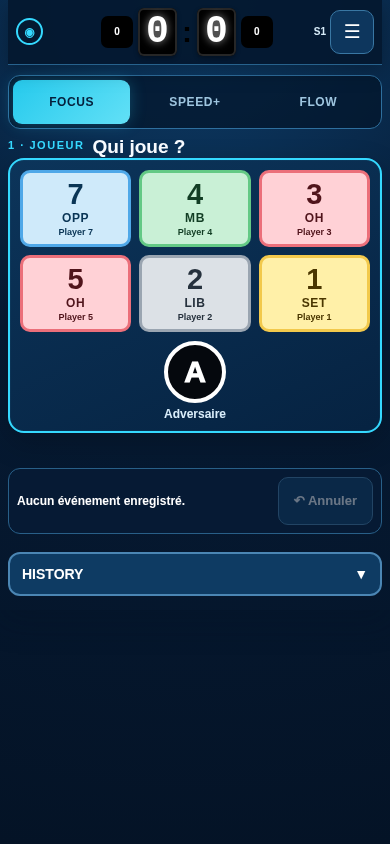 0 0 : 0 0 S1 ☰
FOCUS SPEED+ FLOW
1 · JOUEUR Qui joue ?
7 4 3
OPP MB OH
Player 7 Player 4 Player 3
5 2 1
OH LIB SET
Player 5 Player 2 Player 1
A
Adversaire
Aucun événement enregistré. ↶ Annuler
HISTORY ▼